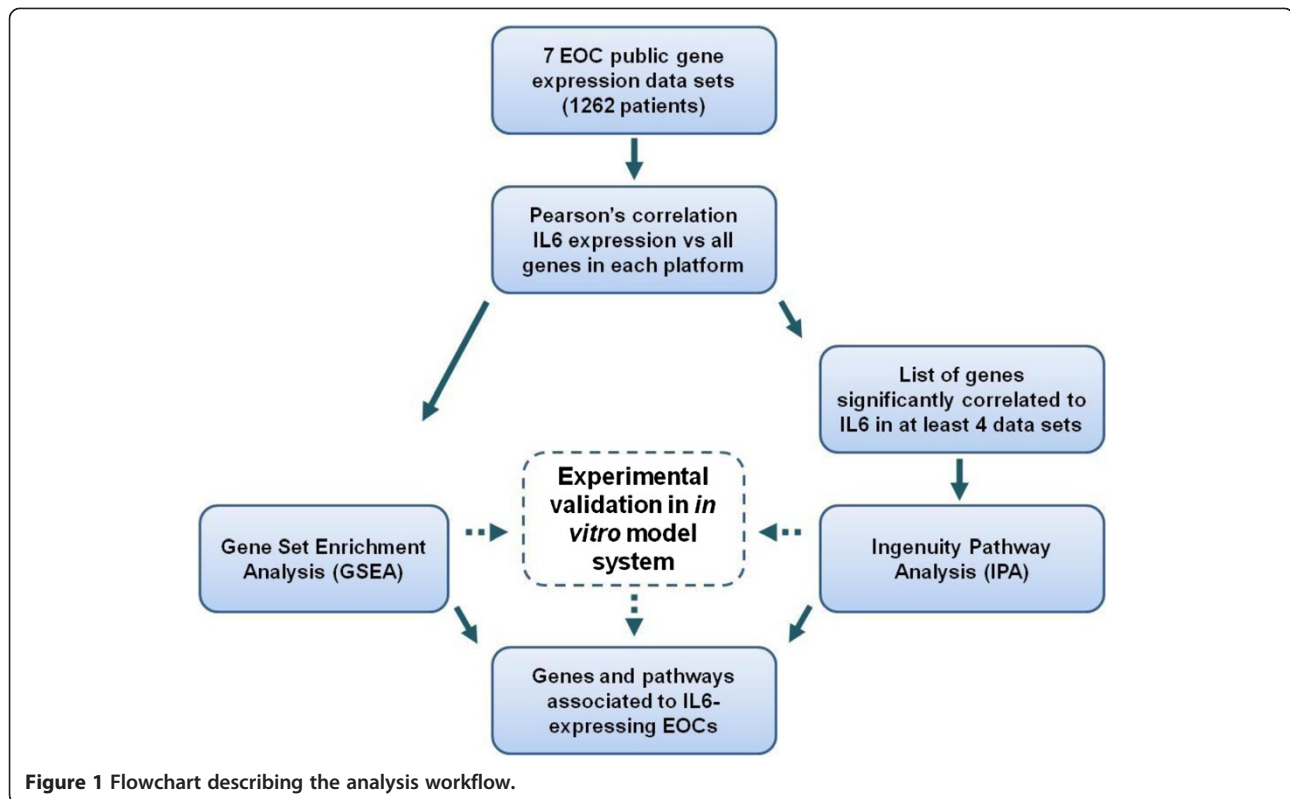 7 EOC public gene
expression data sets
(1262 patients)
Pearson's correlation
IL6 expression vs all
genes in each platform
List of genes
significantly correlated to
IL6 in at least 4 data sets
Experimental
validation in in
vitro model
system
Gene Set Enrichment
Analysis (GSEA)
Ingenuity Pathway
Analysis (IPA)
Genes and pathways
associated to IL6-
expressing EOCs
Figure 1 Flowchart describing the analysis workflow.